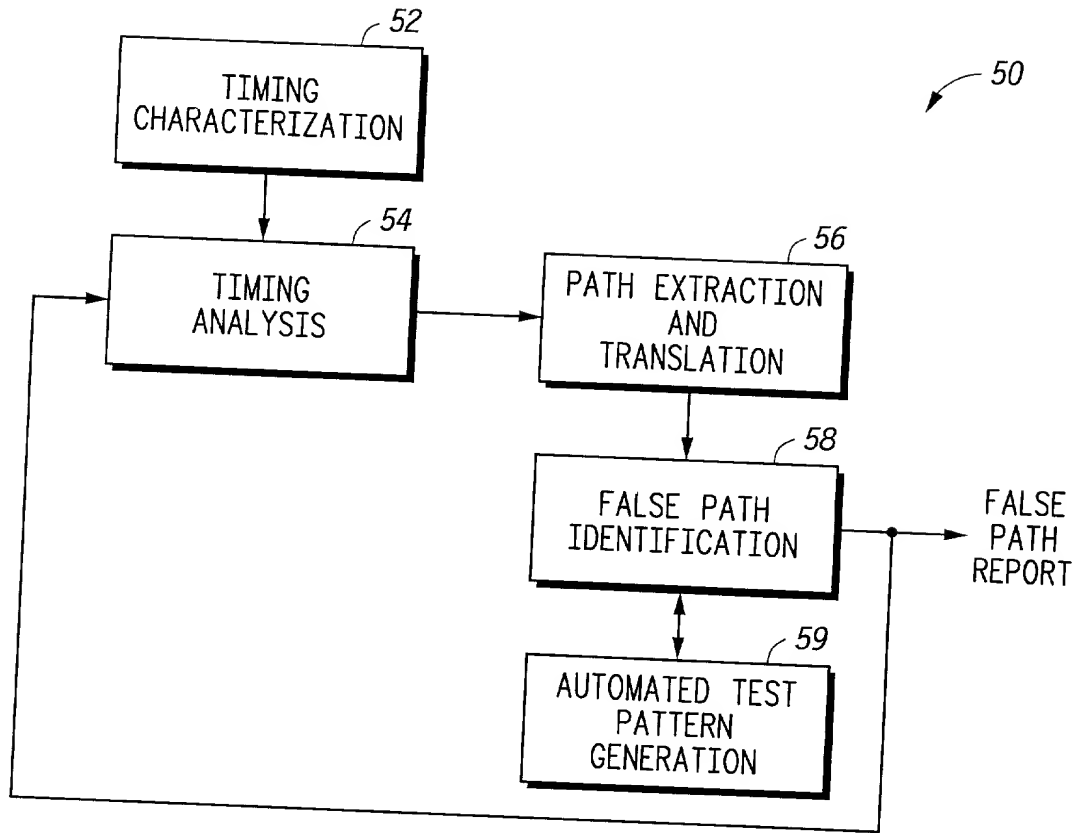 52
TIMING
CHARACTERIZATION
50
54
TIMING
ANALYSIS
56
PATH EXTRACTION
AND
TRANSLATION
58
FALSE PATH
IDENTIFICATION
FALSE
PATH
REPORT
59
AUTOMATED TEST
PATTERN
GENERATION